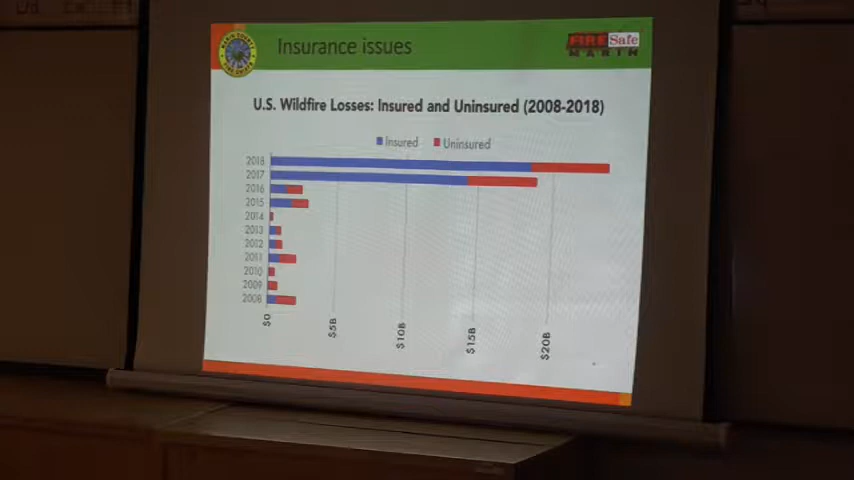 Insurance issues
FIRESafe
MARIN
U.S. Wildfire Losses: Insured and Uninsured (2008-2018)
Insured Uninsured
2018
2017
2016
2015
2014
2013
2012
2011
2010
2009
2008
$0 $5B $10B $15B $20B